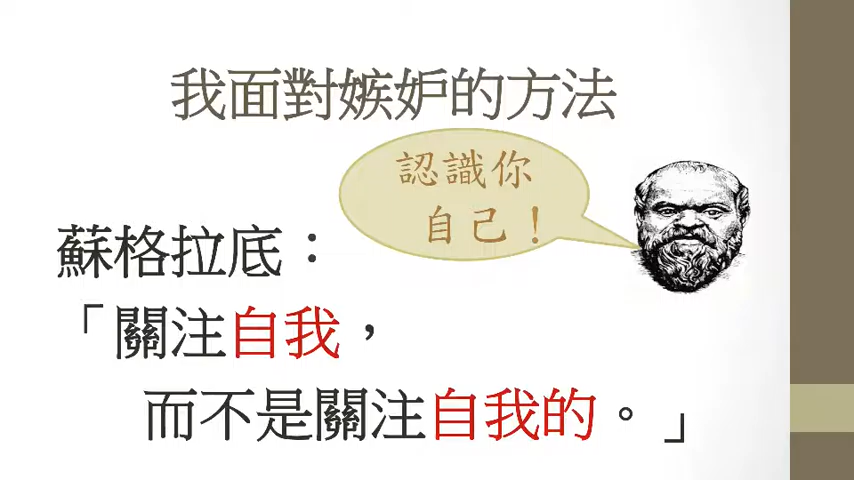 我面對嫉妒的方法
認識你
自己！
蘇格拉底：
「關注自我，
而不是關注自我的。」